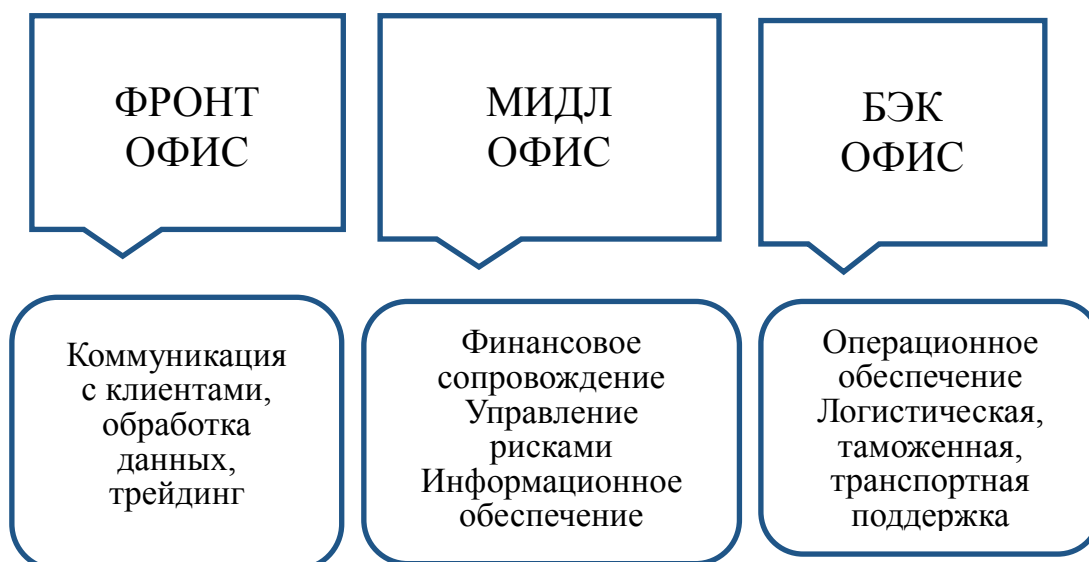 ФРОНТ
ОФИС
МИДЛ
ОФИС
БЭК
ОФИС
Коммуникация
с клиентами,
обработка
данных,
трейдинг
Финансовое
сопровождение
Управление
рисками
Информационное
обеспечение
Операционное
обеспечение
Логистическая,
таможенная,
транспортная
поддержка